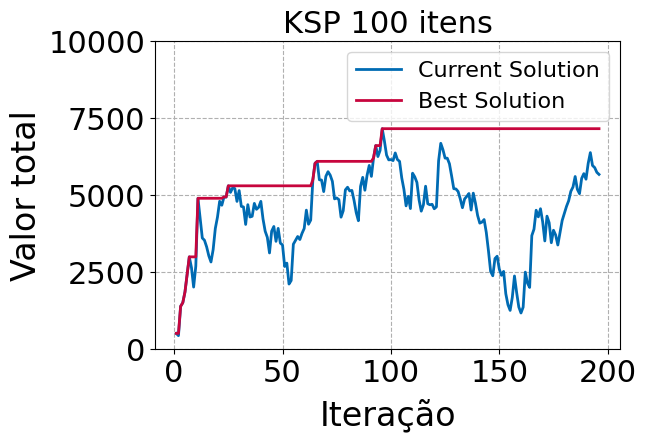 KSP 100 itens
10000
7500
5000
2500
0
Valor total
Current Solution
Best Solution
0 50 100 150 200
Iteração